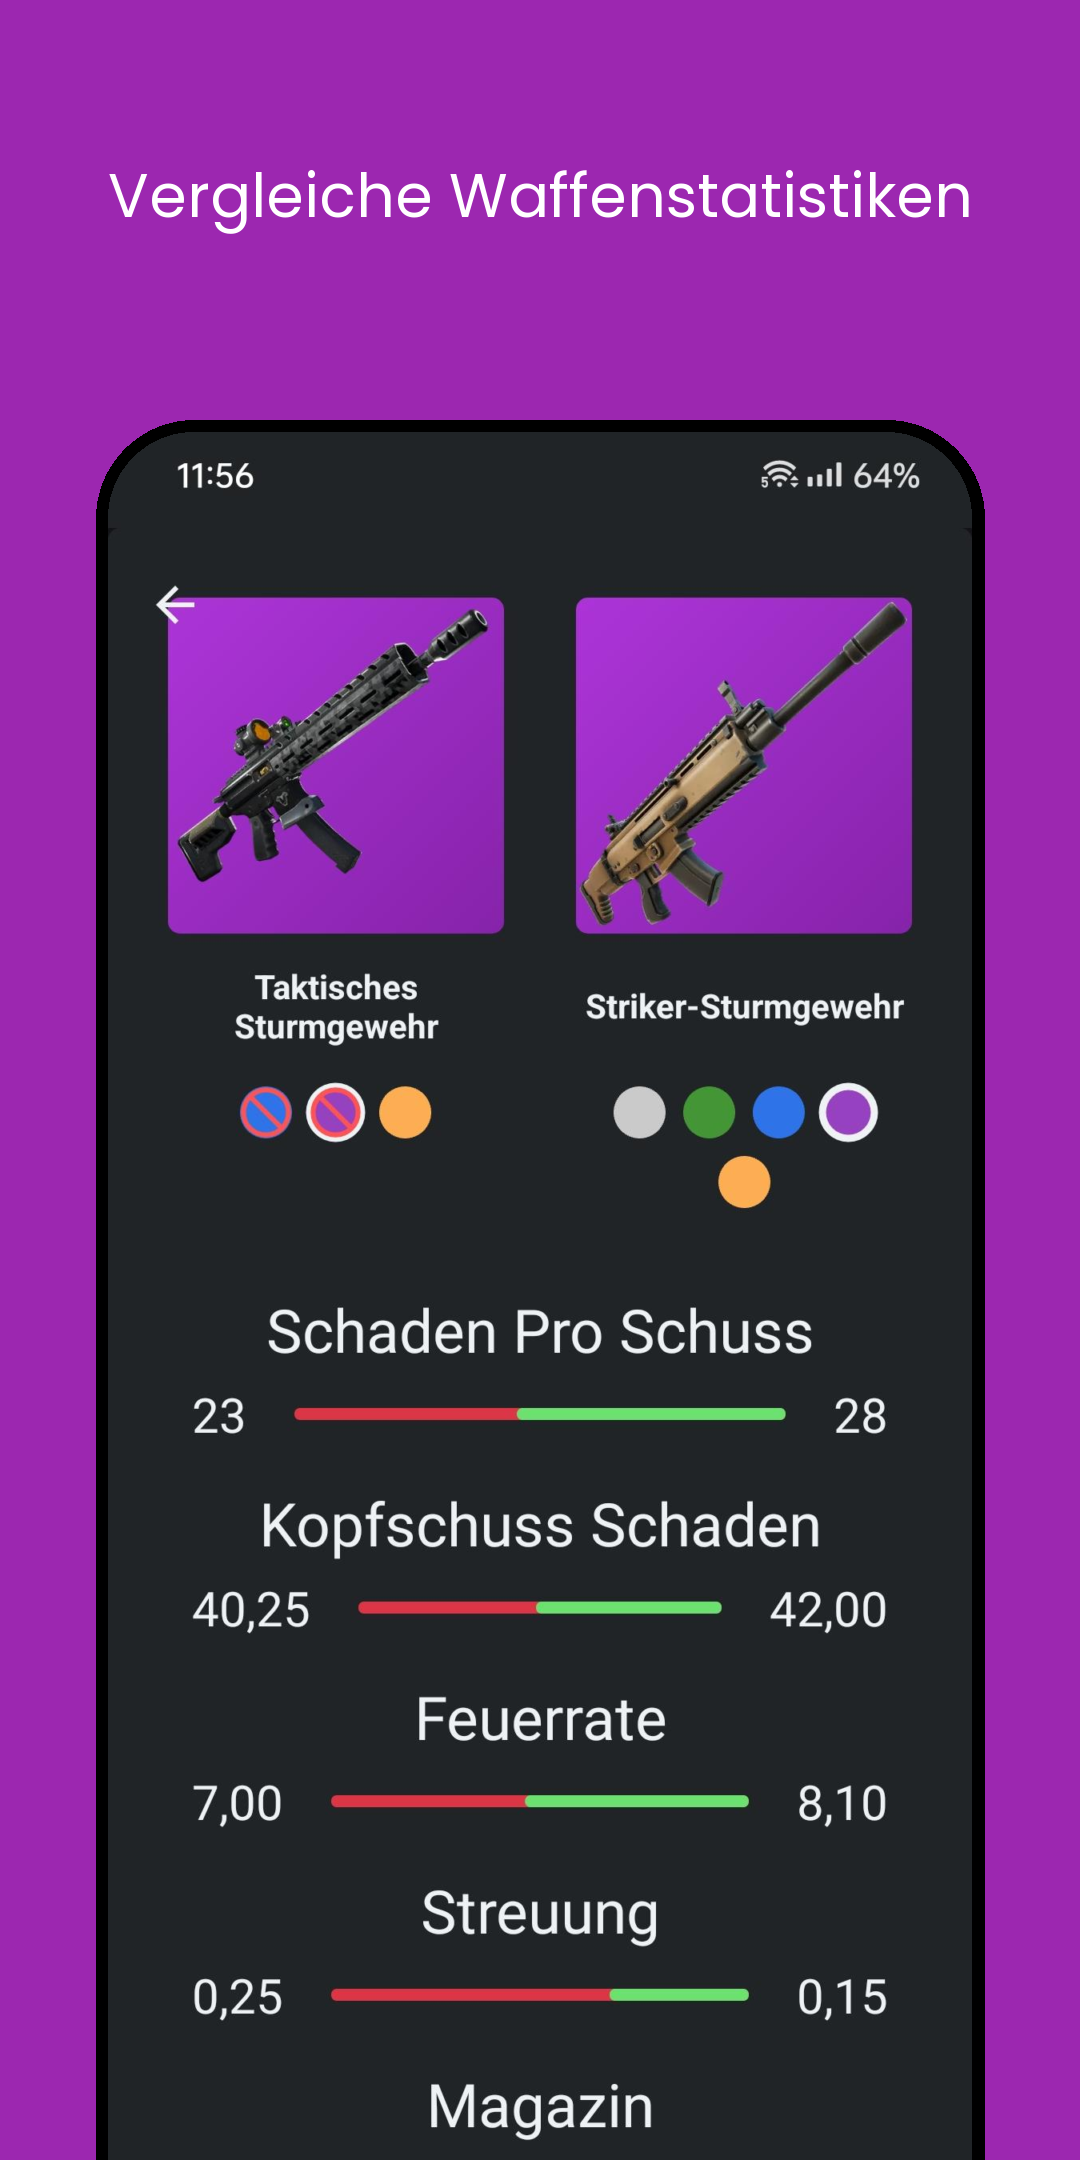 Vergleiche Waffenstatistiken
11:56
5 64%
Taktisches
Sturmgewehr
Striker-Sturmgewehr
Schaden Pro Schuss
23 28
Kopfschuss Schaden
40,25 42,00
Feuerrate
7,00 8,10
Streuung
0,25 0,15
Magazin